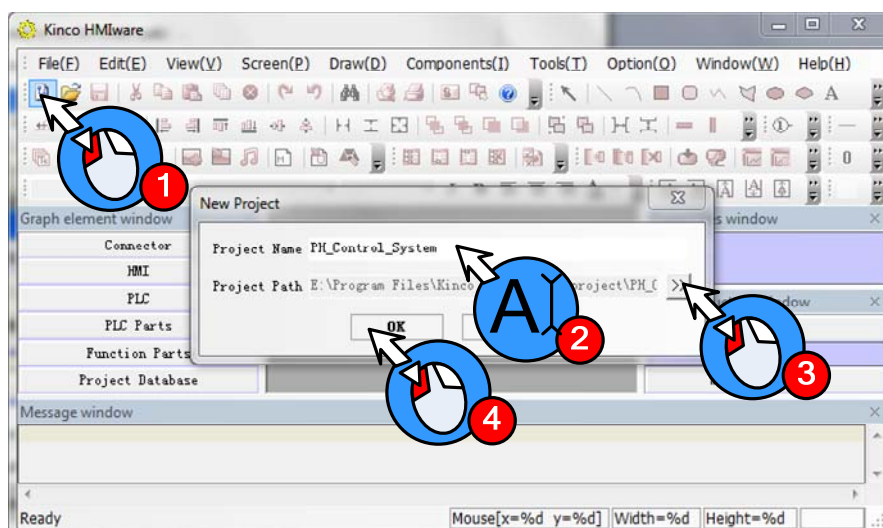 Kinco HMIware
File(F) Edit(E) View(V) Screen(P) Draw(D) Components(I) Tools(T) Option(O) Window(W) Help(H)
A
1
New Project
Graph element window
s window
Project Name PH_Control_System
Connector
HMI
Project Path E:\Program Files\Kinco
roject\PH_
>>
PLC
dow
PLC Parts
OK
A
2
Function Parts
3
Project Database
4
Message window
Ready
Mouse[x=%d y=%d] Width=%d Height=%d